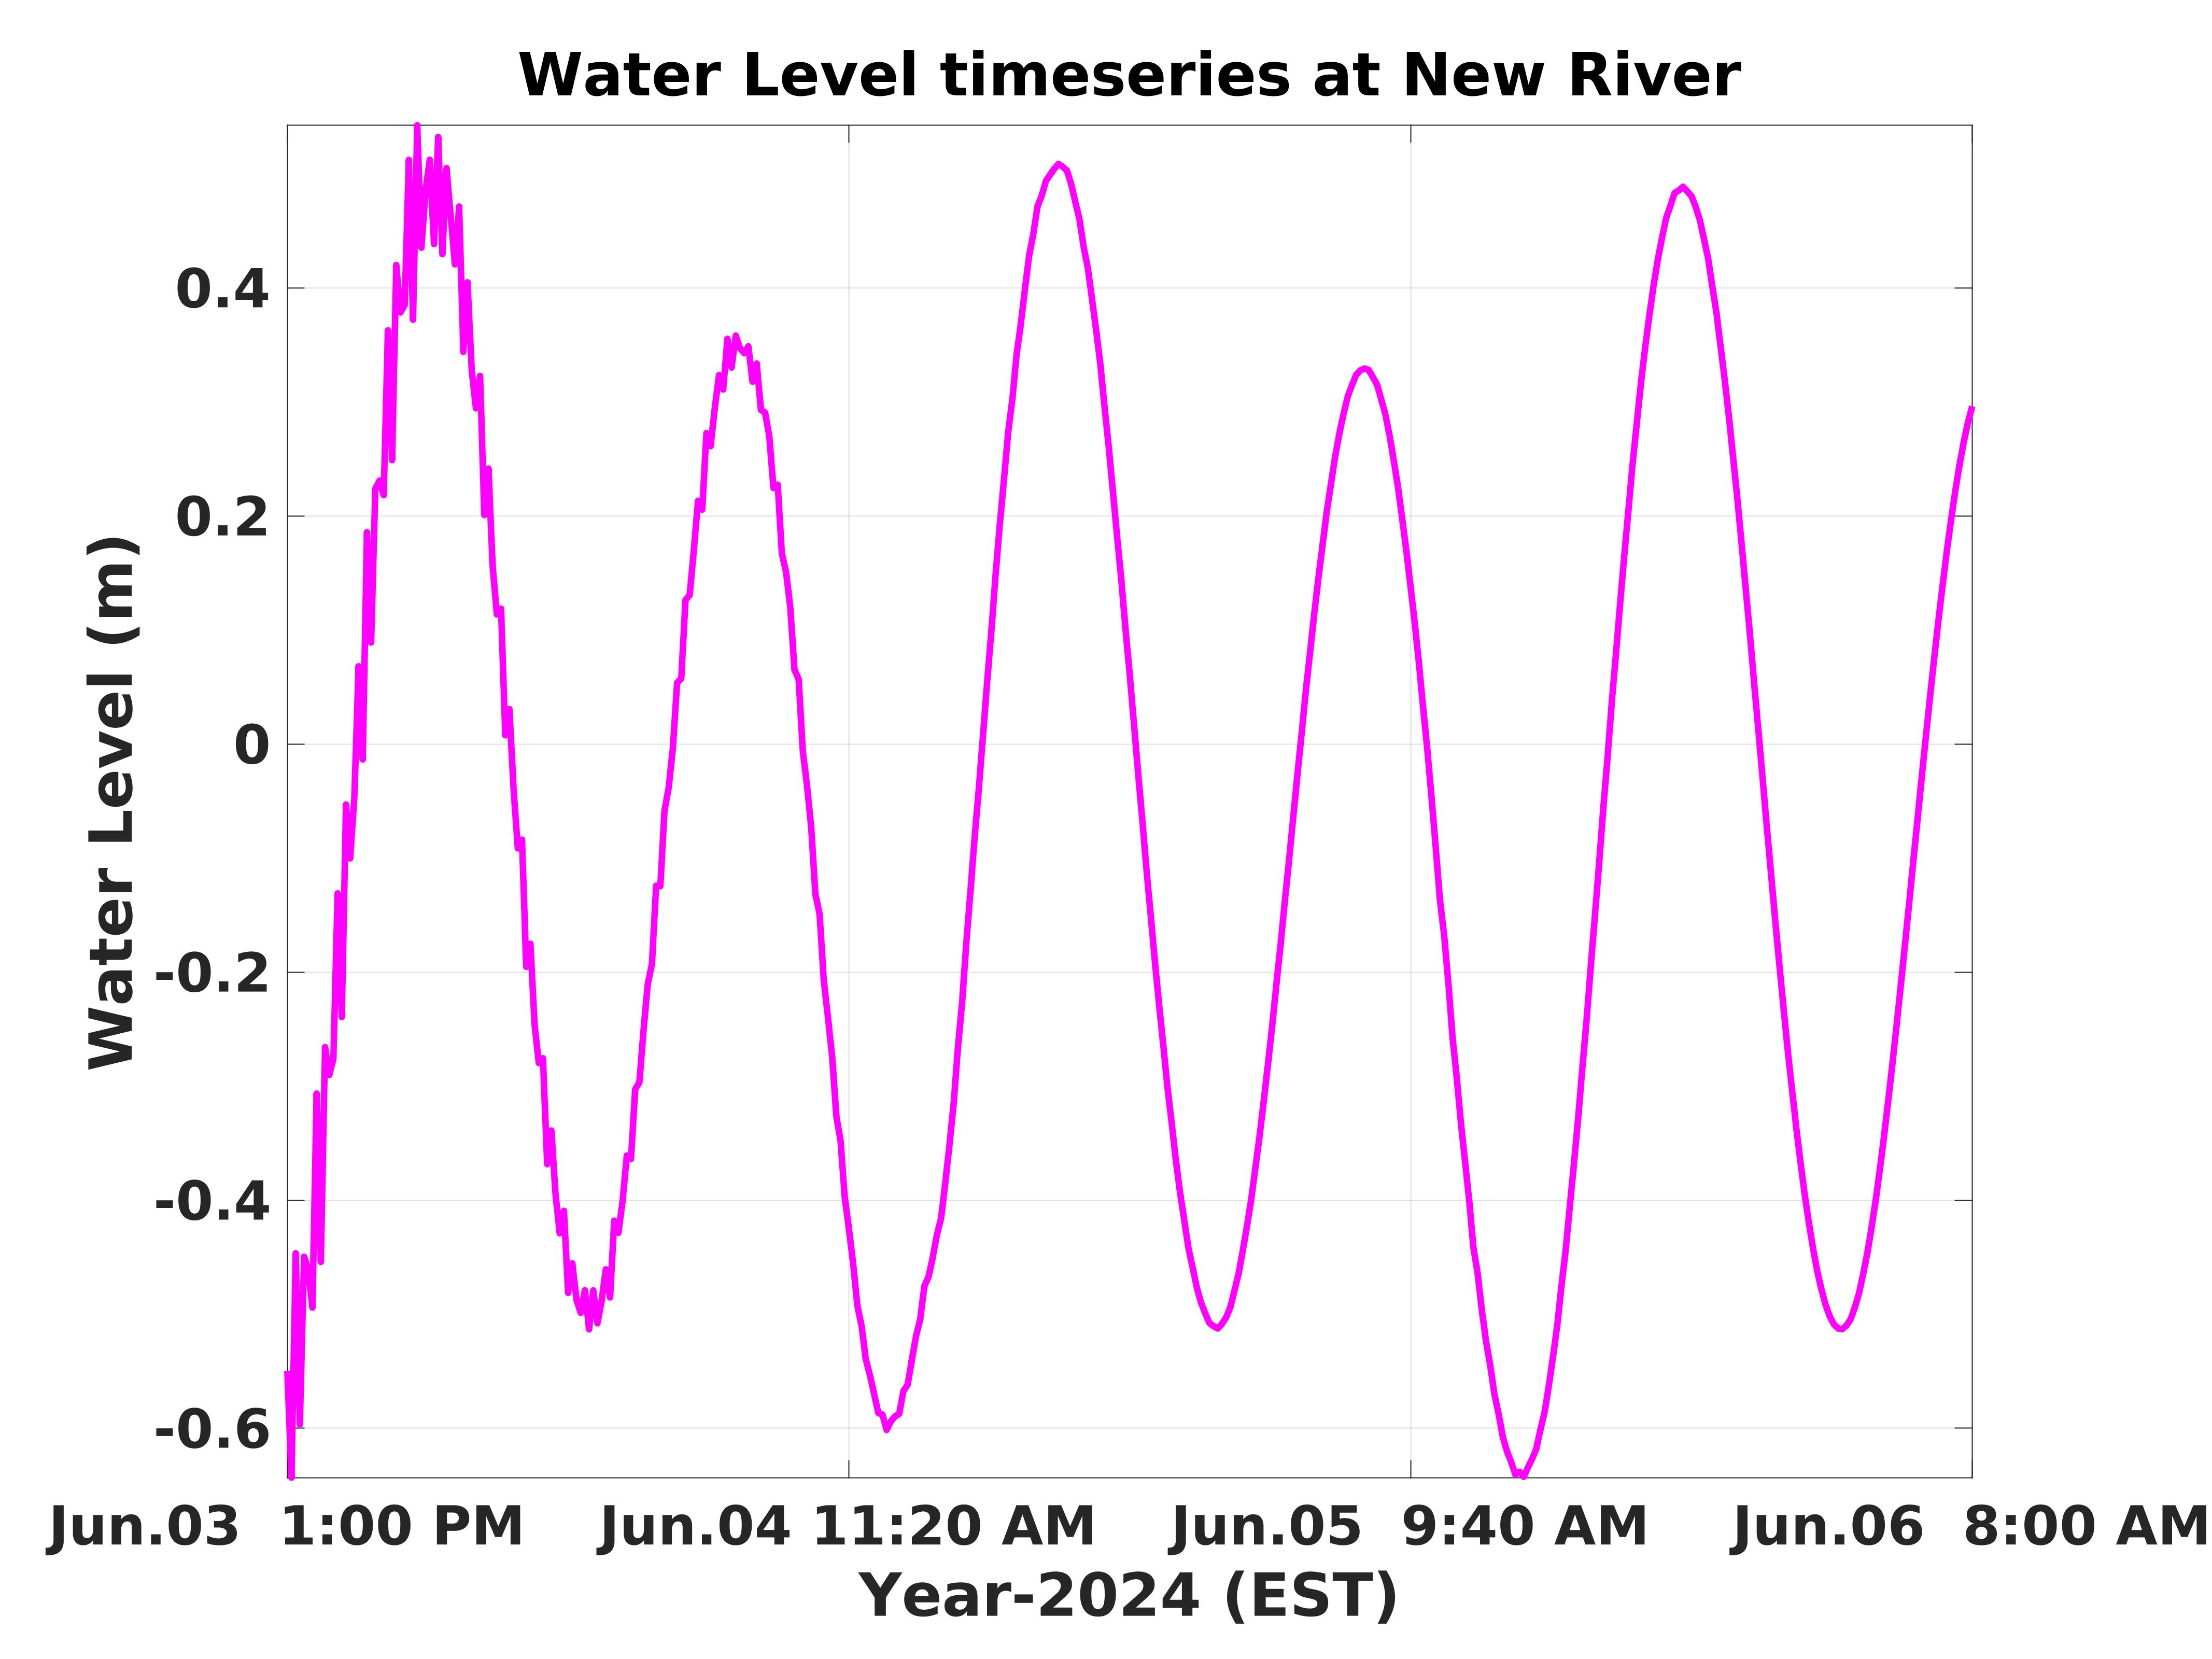 Water Level timeseries at New River
Water Level (m)
0.4
0.2
0
-0.2
-0.4
-0.6
Jun.03 1:00 PM
Jun.04 11:20 AM
Jun.05 9:40 AM
Jun.06 8:00 AM
Year-2024 (EST)